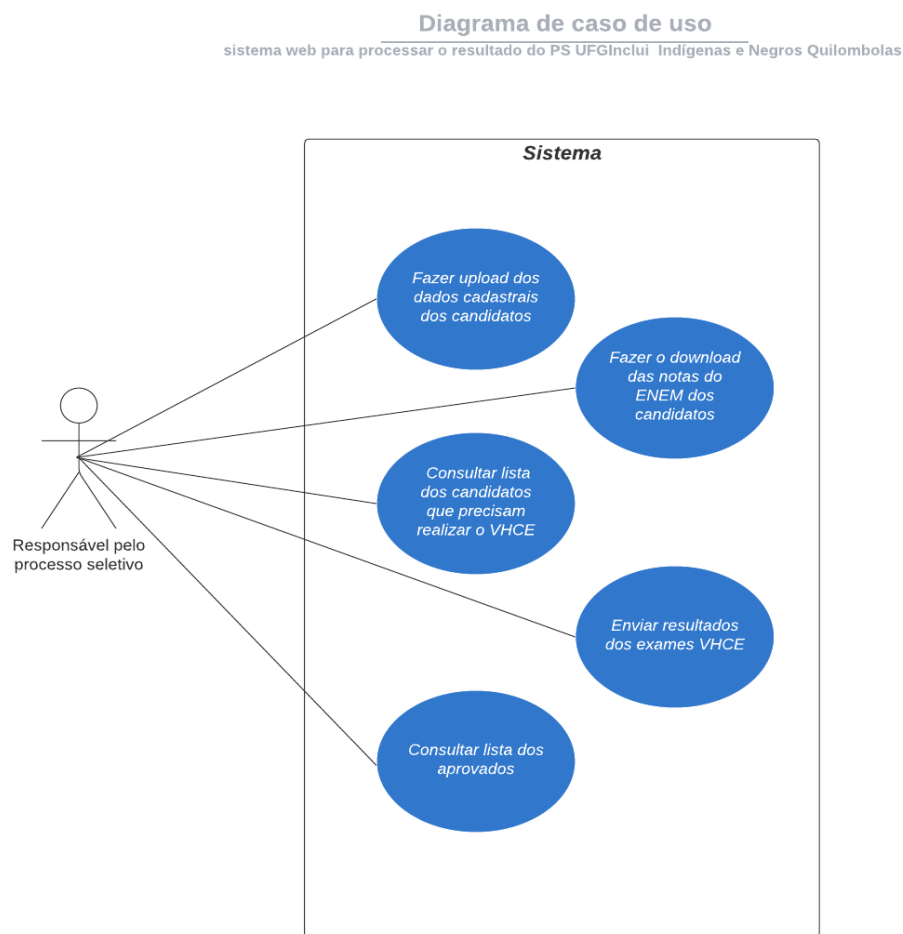 Diagrama de caso de uso
sistema web para processar o resultado do PS UFGInclui Indígenas e Negros Quilombolas
Sistema
Fazer upload dos
dados cadastrais
dos candidatos
Fazer o download
das notas do
ENEM dos
candidatos
Consultar lista
dos candidatos
que precisam
realizar o VHCE
Responsável pelo
processo seletivo
Enviar resultados
dos exames VHCE
Consultar lista dos
aprovados